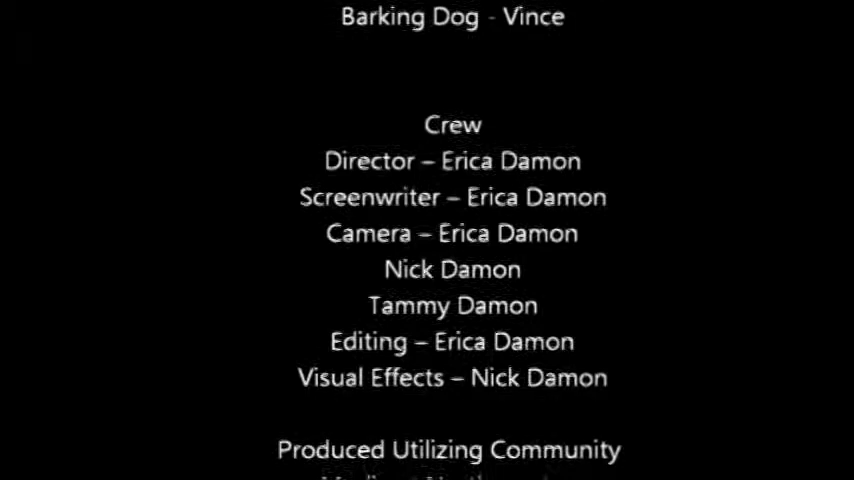 Barking Dog - Vince
Crew
Director – Erica Damon
Screenwriter – Erica Damon
Camera – Erica Damon
Nick Damon
Tammy Damon
Editing – Erica Damon
Visual Effects – Nick Damon
Produced Utilizing Community